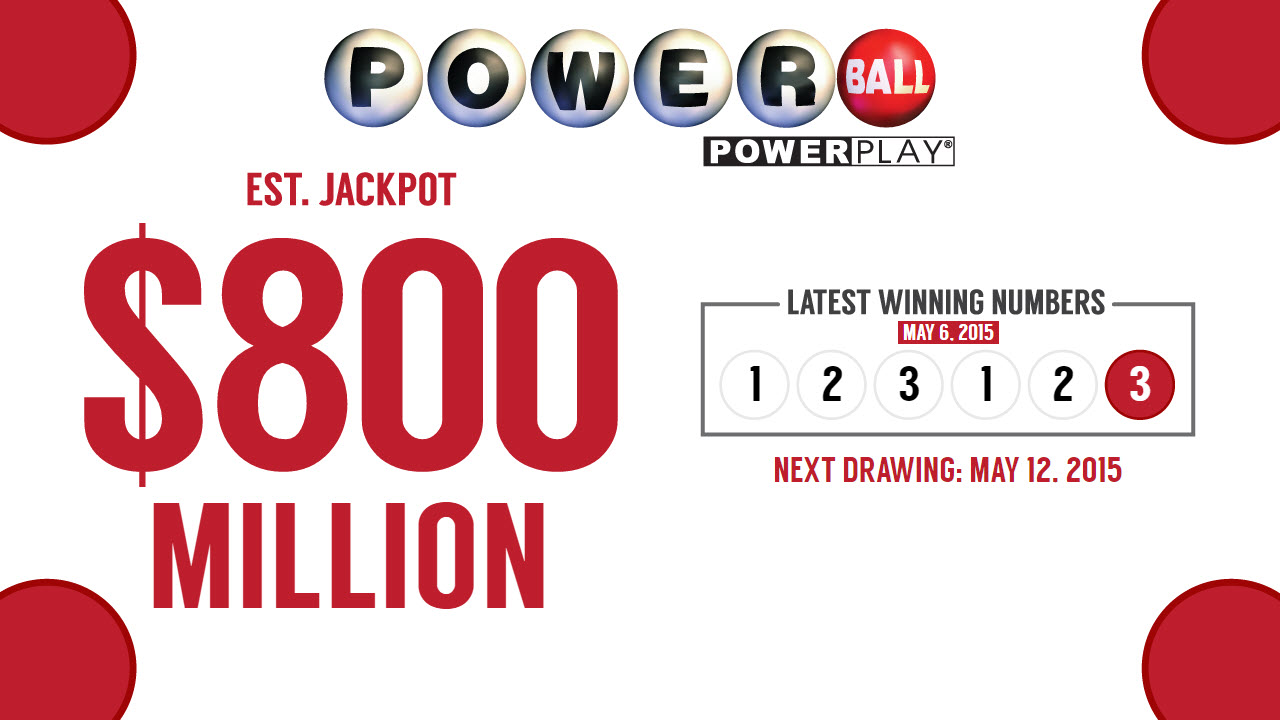 POWERBALL
POWERPLAY®
EST. JACKPOT
$800
MILLION
LATEST WINNING NUMBERS
MAY 6. 2015
1 2 3 1 2 3
NEXT DRAWING: MAY 12. 2015